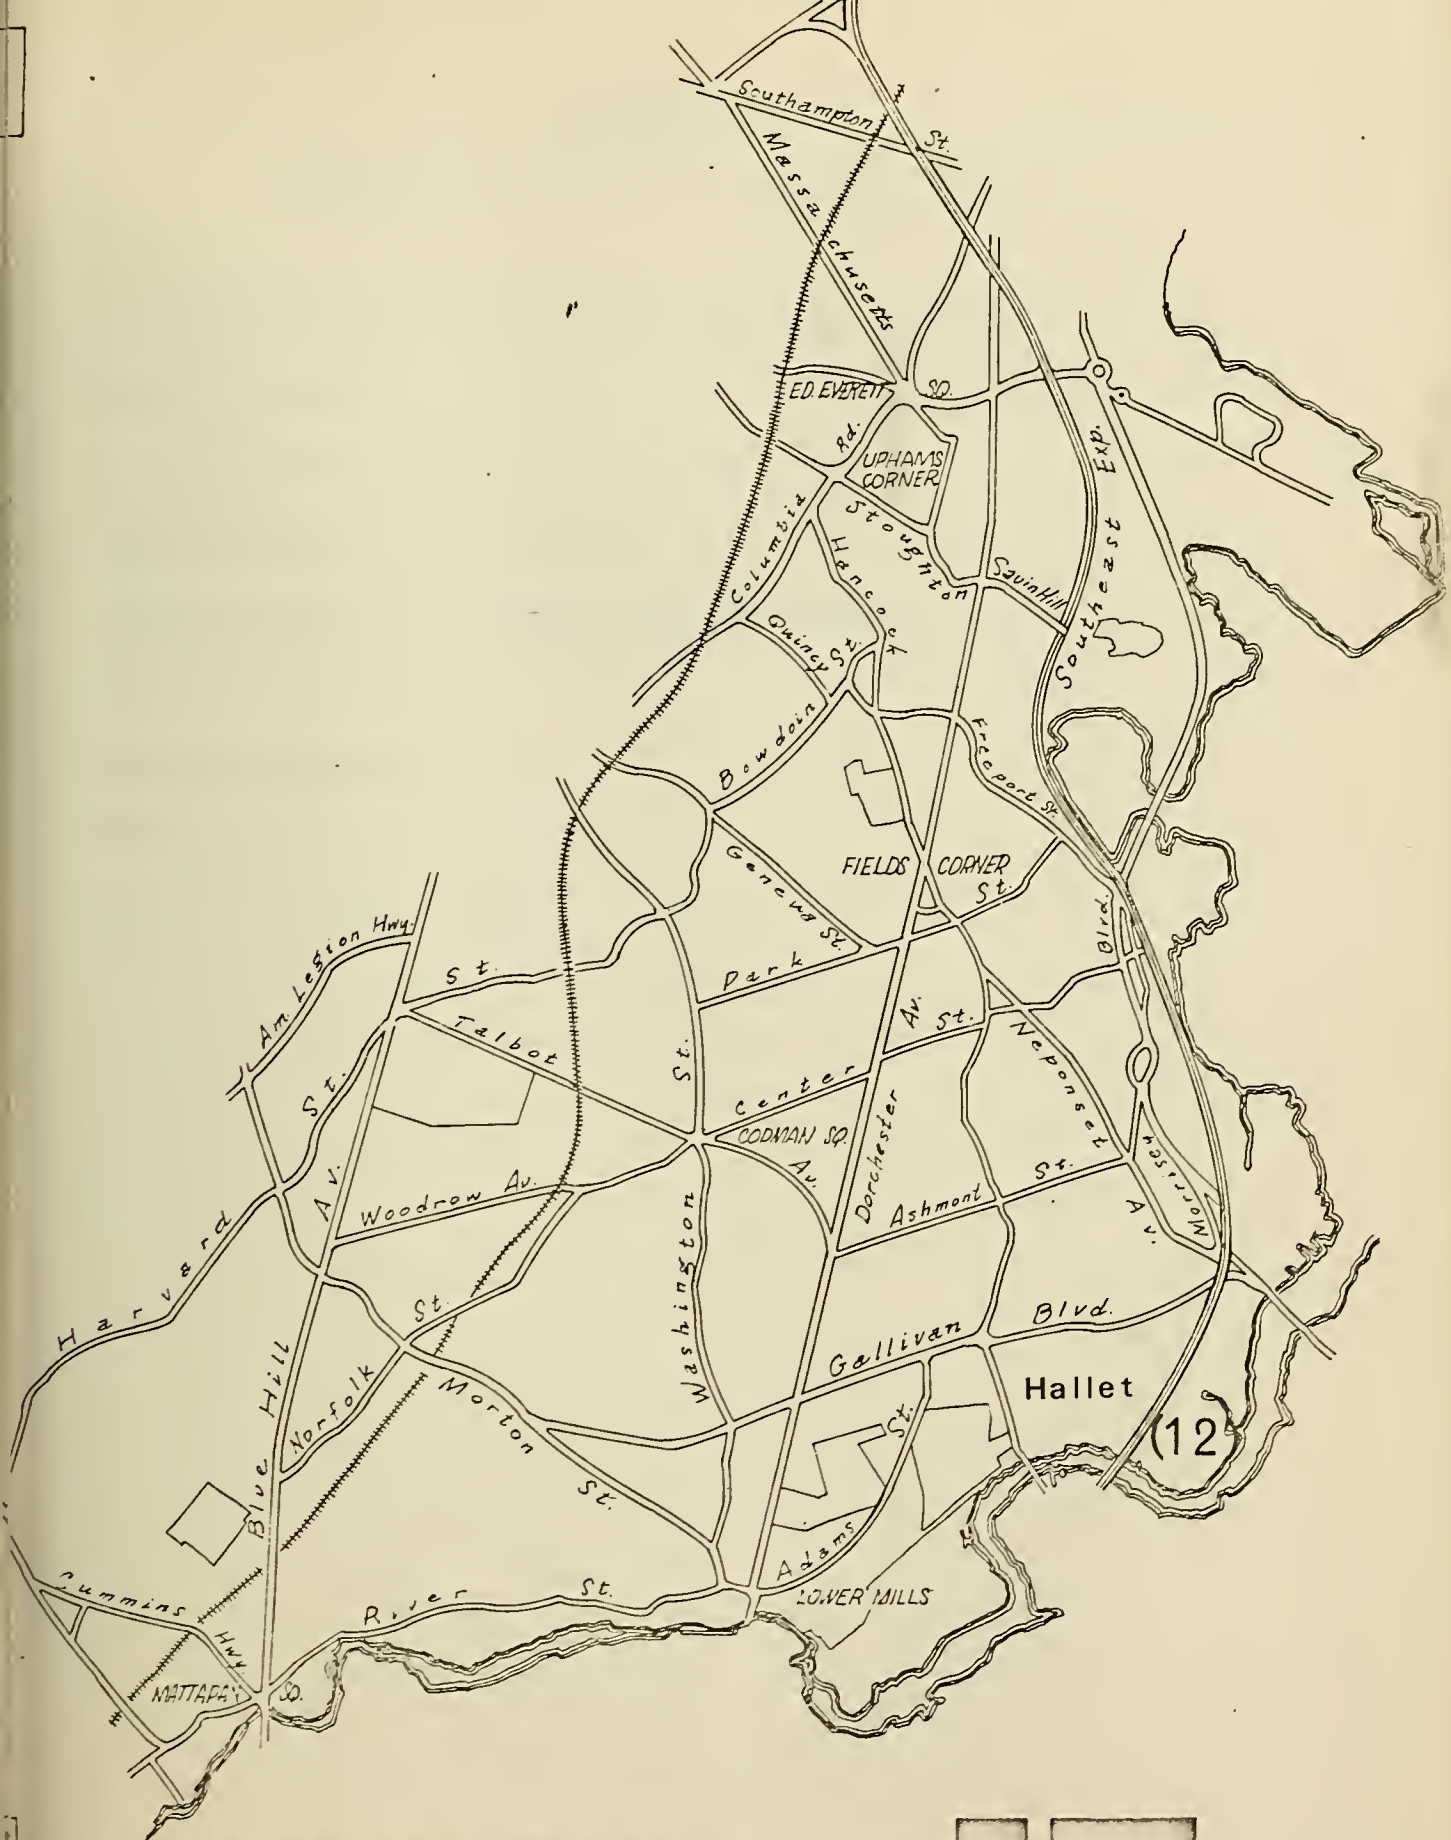 Southampton St.
Massachusetts
ED. EVERETT SQ.
Rd.
UPHAMS
CORNER
Southeast Exp.
Columbia
Stoughton
Hancock
Savin Hill
Quincy
St.
Bowdoin
Freeport St.
Geneva St.
FIELDS CORNER
St.
Park
Blvd.
Am. Legion Hwy.
St.
Talbot
St.
Av.
St.
Neponset
Center
CODMAN SQ.
Av.
Dorchester
St.
Av.
Woodrow Av.
Ashmont St.
Av.
Morrisey
Harvard
Washington
St.
Gallivan Blvd.
Hallet
(12)
Blue Hill
Norfolk
Morton
St.
St.
Adams
LOWER MILLS
Cummins
Hwy
River St.
MATTAPAN SQ.